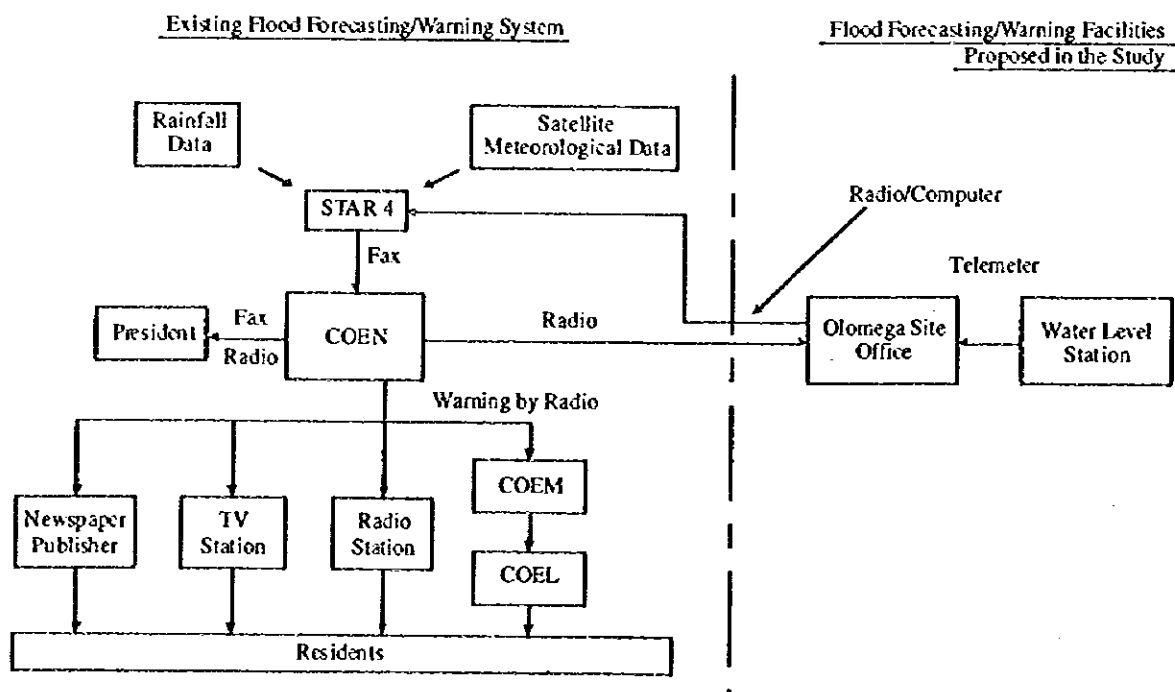 Existing Flood Forecasting/Warning System
Flood Forecasting/Warning Facilities
Proposed in the Study
Rainfall
Data
Satellite
Meteorological Data
STAR 4
Radio/Computer
Fax
Telemeter
President
Fax
Radio
COEN
Radio
Olomega Site
Office
Water Level
Station
Warning by Radio
Newspaper
Publisher
TV
Station
Radio
Station
COEM
COEL
Residents